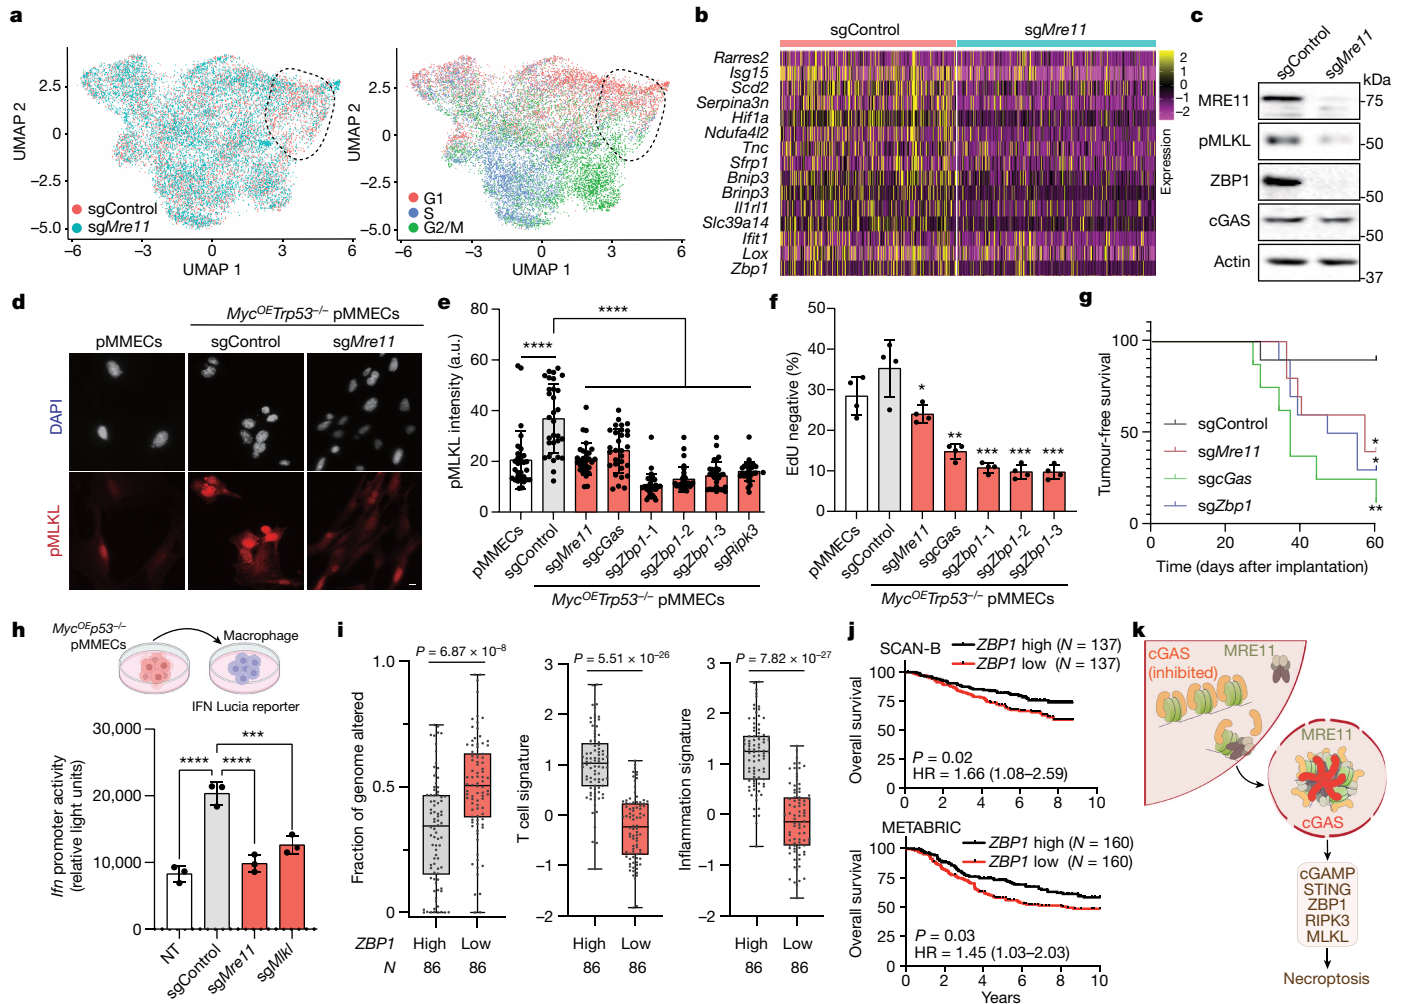 a
UMAP 2
2.5
0
−2.5
−5.0
sgControl
sgMre11
−6
−3
0
3
6
UMAP 1
UMAP 2
2.5
0
−2.5
−5.0
G1
S
G2/M
−6
−3
0
3
6
UMAP 1
b
sgControl
sgMre11
Rarres2
Isg15
Scd2
Serpina3n
Hif1a
Ndufa4l2
Tnc
Sfrp1
Bnip3
Brinp3
Il1rl1
Slc39a14
Ifit1
Lox
Zbp1
2
1
0
−1
−2
Expression
c
sgControl
sgMre11
kDa
MRE11
75
pMLKL
50
ZBP1
50
cGAS
50
Actin
37
d
MycOETrp53−/− pMMECs
pMMECs
sgControl
sgMre11
DAPI
pMLKL
e
pMLKL intensity (a.u.)
80
60
40
20
0
****
****
pMMECs
sgControl
sgMre11
sgcGas
sgZbp1-1
sgZbp1-2
sgZbp1-3
sgRipk3
MycOETrp53−/− pMMECs
f
EdU negative (%)
50
40
30
20
10
0
*
**
***
***
***
pMMECs
sgControl
sgMre11
sgcGas
sgZbp1-1
sgZbp1-2
sgZbp1-3
MycOETrp53−/− pMMECs
g
Tumour-free survival
100
50
0
sgControl
sgMre11
sgcGas
sgZbp1
*
*
**
0
20
40
60
Time (days after implantation)
h
MycOEp53−/−
pMMECs
Macrophage
IFN Lucia reporter
Ifn promoter activity
(relative light units)
30,000
20,000
10,000
0
****
****
***
NT
sgControl
sgMre11
sgMlkl
i
P = 6.87 × 10−8
Fraction of genome altered
1.0
0.5
0
P = 5.51 × 10−26
T cell signature
3
2
1
0
−1
−2
P = 7.82 × 10−27
Inflammation signature
3
2
1
0
−1
−2
ZBP1
High
Low
High
Low
High
Low
N
86
86
86
86
86
86
j
SCAN-B
ZBP1 high (N = 137)
ZBP1 low (N = 137)
Overall survival
100
75
50
25
0
P = 0.02
HR = 1.66 (1.08–2.59)
0
2
4
6
8
10
METABRIC
ZBP1 high (N = 160)
ZBP1 low (N = 160)
Overall survival
100
75
50
25
0
P = 0.03
HR = 1.45 (1.03–2.03)
0
2
4
6
8
10
Years
k
cGAS
(inhibited)
MRE11
MRE11
cGAS
cGAMP
STING
ZBP1
RIPK3
MLKL
Necroptosis